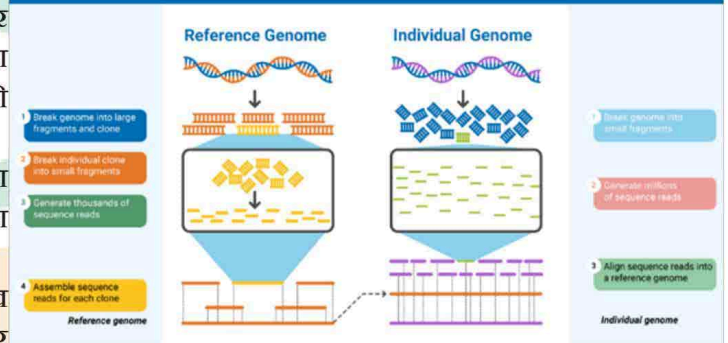 Reference Genome
Individual Genome
1 Break genome into large
fragments and clone
2 Break individual clone
into small fragments
3 Generate thousands of
sequence reads
4 Assemble sequence
reads for each clone
Reference genome
1 Break genome into
small fragments
2 Generate millions
of sequence reads
3 Align sequence reads into
a reference genome
Individual genome